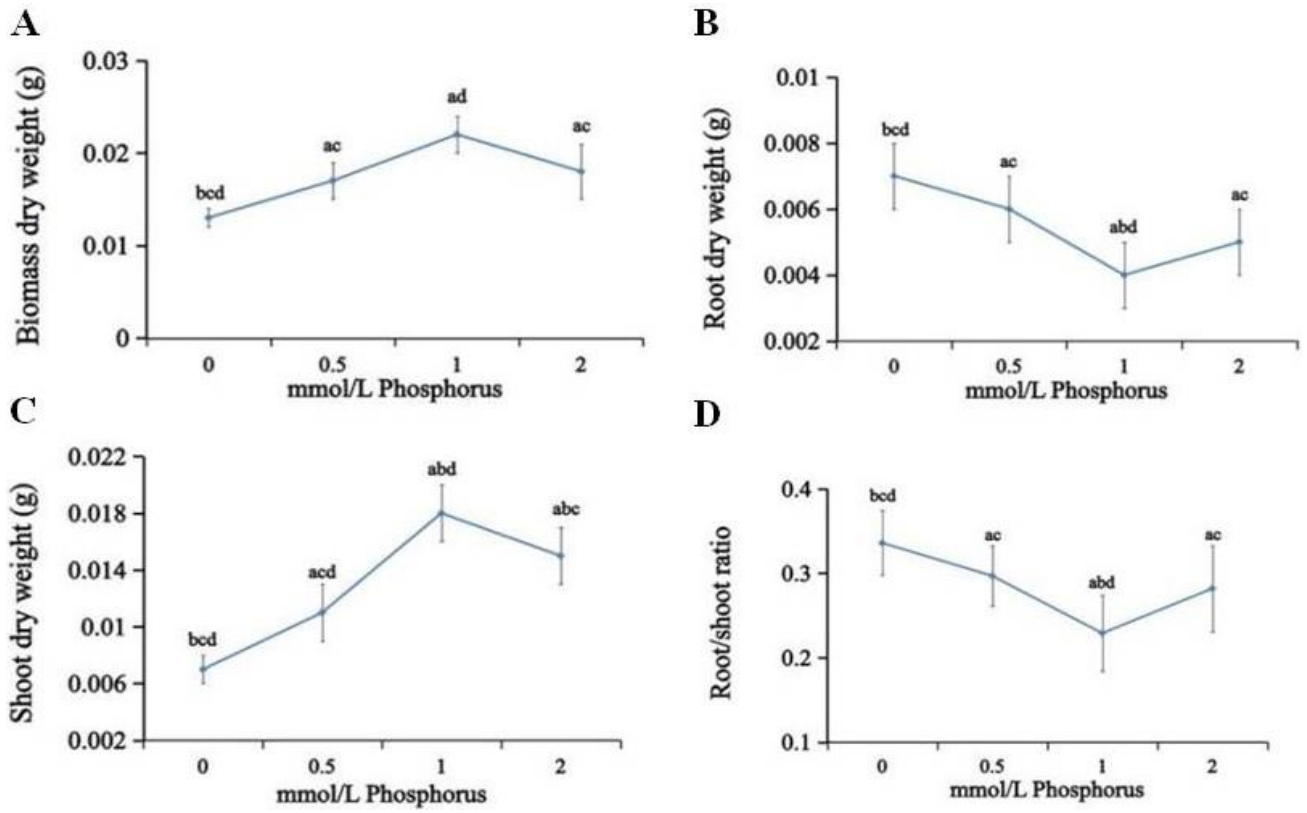 A
Biomass dry weight (g)
0.03
0.02
0.01
0
bcd
ac
ad
ac
0 0.5 1 2
mmol/L Phosphorus
B
Root dry weight (g)
0.01
0.008
0.006
0.004
0.002
bcd
ac
abd
ac
0 0.5 1 2
mmol/L Phosphorus
C
Shoot dry weight (g)
0.022
0.018
0.014
0.01
0.006
0.002
bcd
acd
abd
abc
0 0.5 1 2
mmol/L Phosphorus
D
Root/shoot ratio
0.4
0.3
0.2
0.1
bcd
ac
abd
ac
0 0.5 1 2
mmol/L Phosphorus